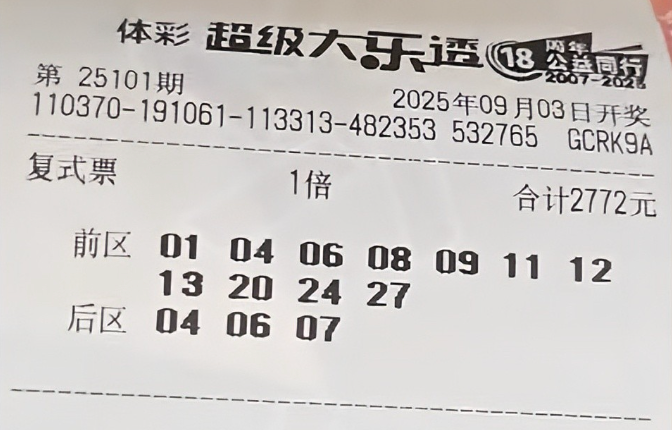 体彩 超级大乐透 18 周年 公益同行 2007-202
第 25101期 2025年09月03日开奖
110370-191061-113313-482353 532765 GCRK9A
复式票 1倍 合计2772元
前区 01 04 06 08 09 11 12
13 20 24 27
后区 04 06 07